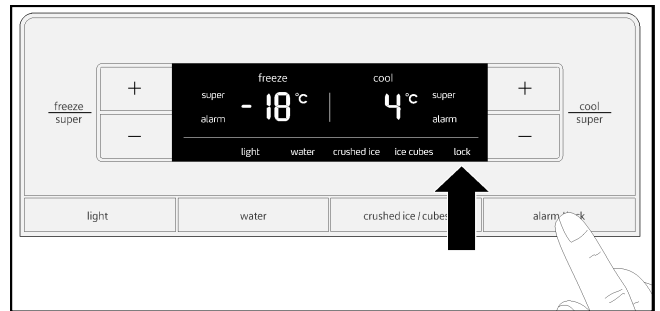 freeze
super
+
−
freeze cool
super - 18 °C 4 °C super
alarm alarm
light water crushed ice ice cubes lock
+
−
cool
super
light water crushed ice / cubes alarm